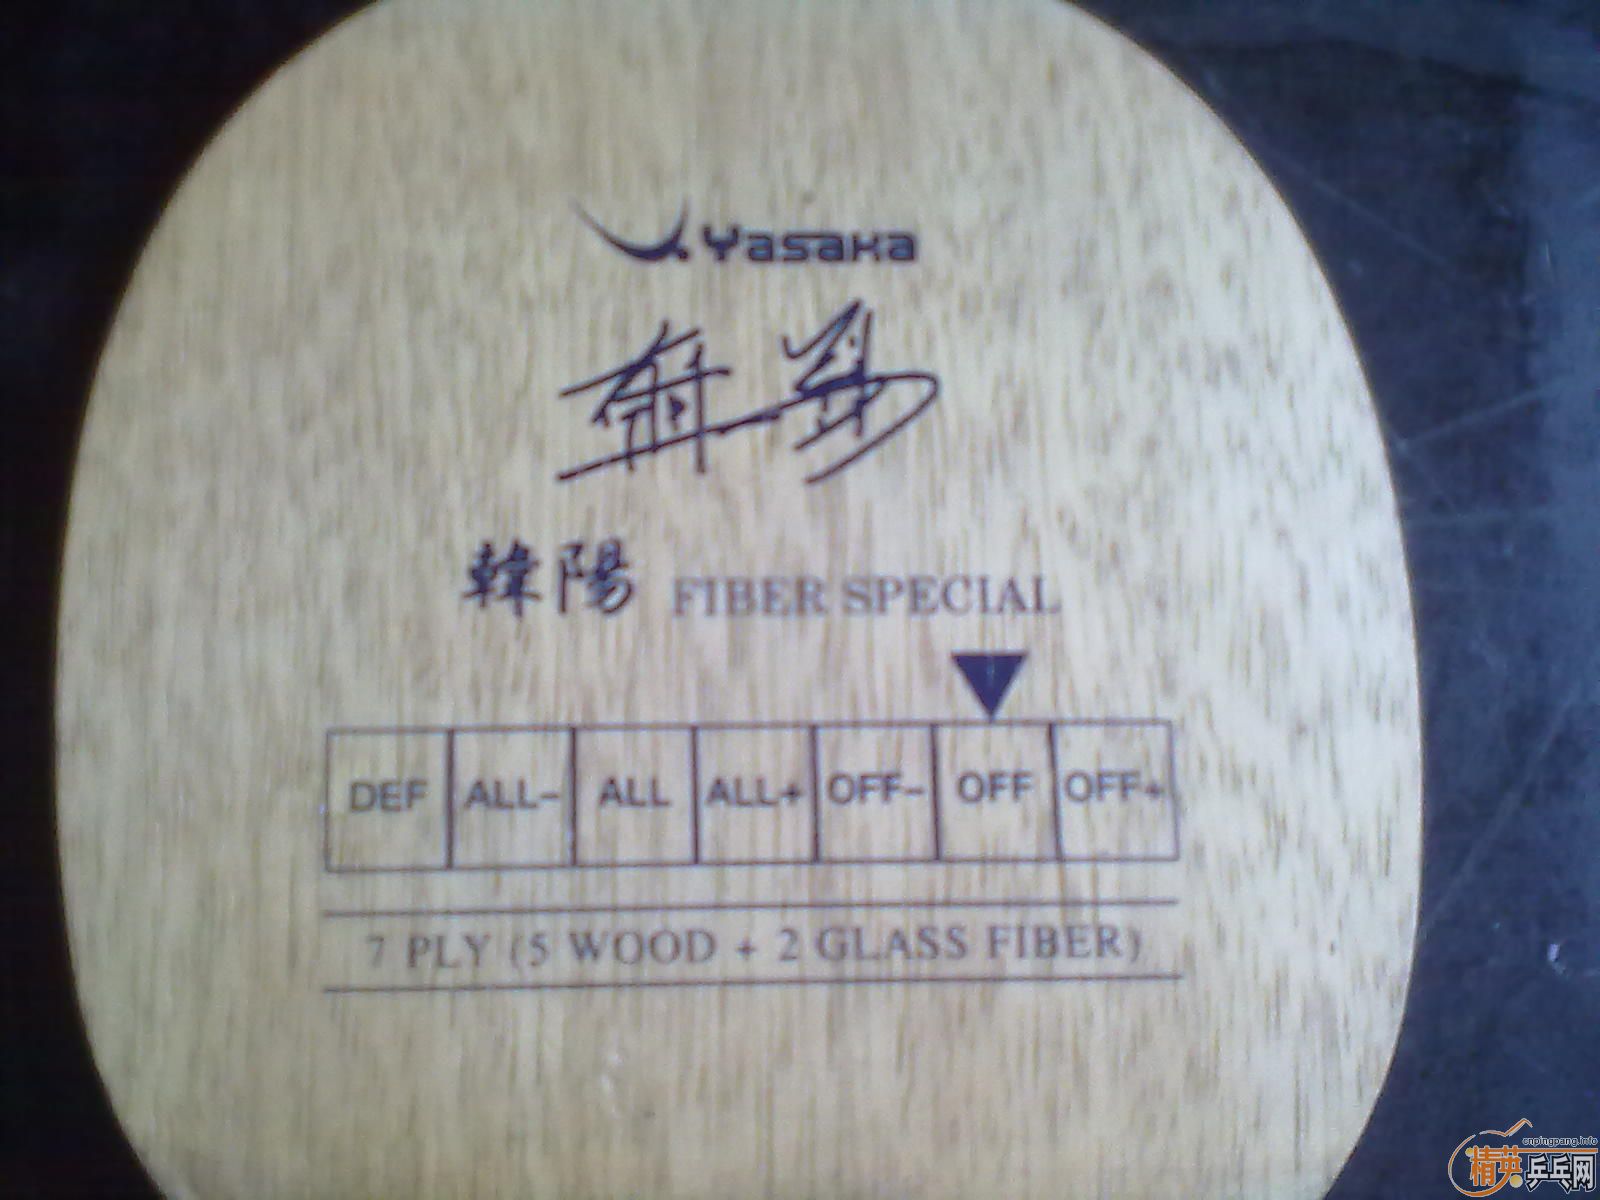 Yasaka
韓陽 FIBER SPECIAL
DEF ALL- ALL ALL+ OFF- OFF OFF+
7 PLY (5 WOOD + 2 GLASS FIBER)
cnpingpang.info
精英乒乓网